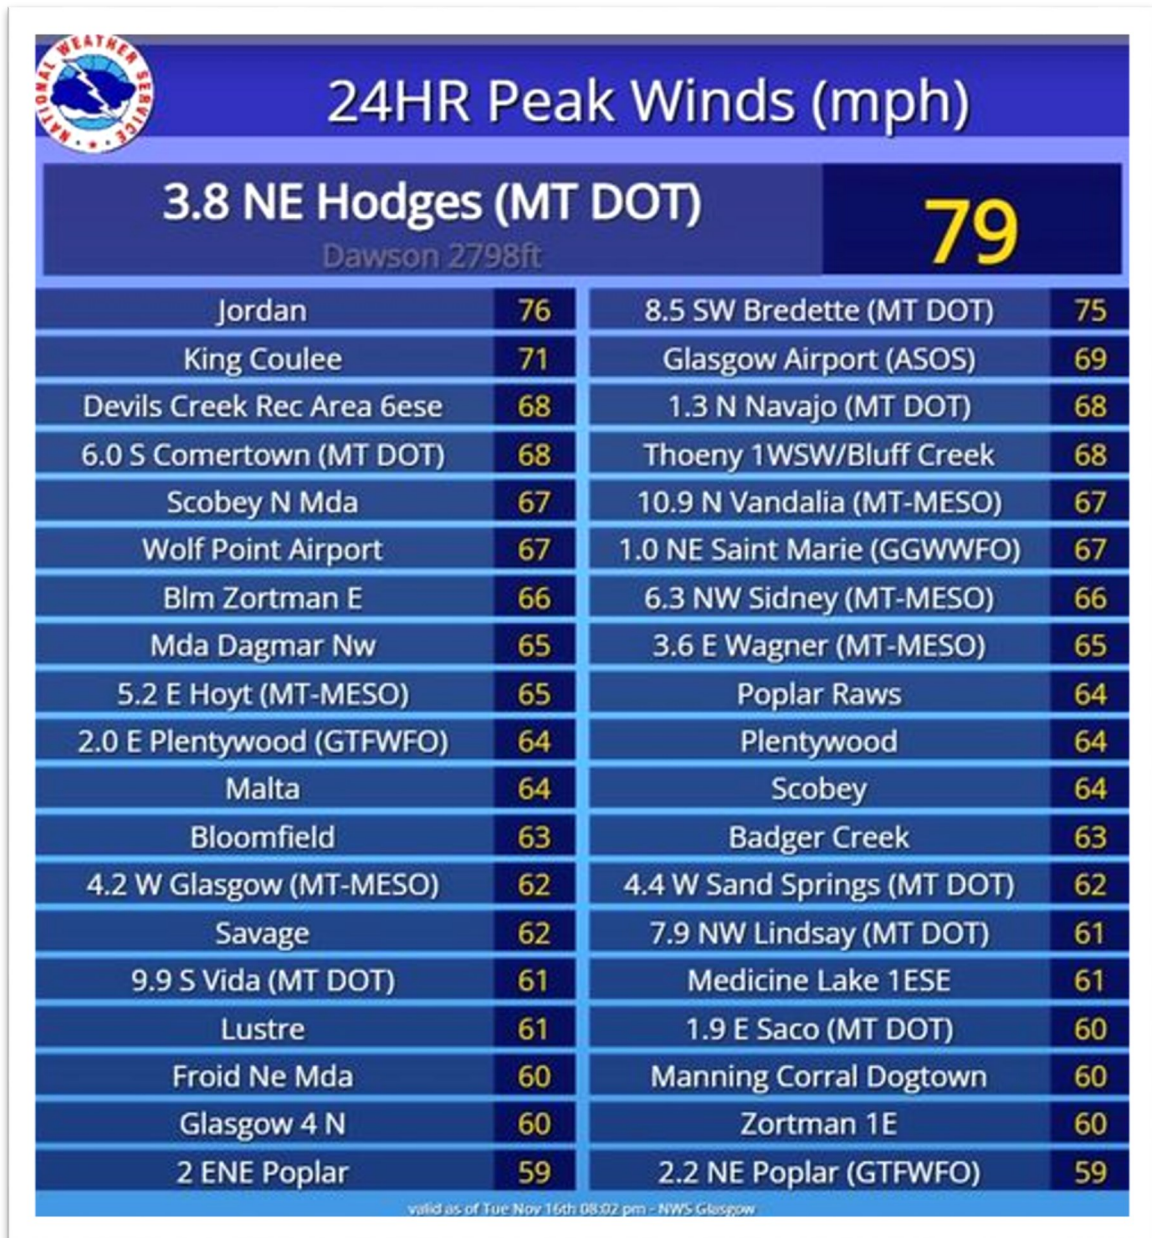 NATIONAL WEATHER SERVICE
24HR Peak Winds (mph)
3.8 NE Hodges (MT DOT) 79
Dawson 2798ft
Jordan 76 8.5 SW Bredette (MT DOT) 75
King Coulee 71 Glasgow Airport (ASOS) 69
Devils Creek Rec Area 6ese 68 1.3 N Navajo (MT DOT) 68
6.0 S Comertown (MT DOT) 68 Thoeny 1WSW/Bluff Creek 68
Scobey N Mda 67 10.9 N Vandalia (MT-MESO) 67
Wolf Point Airport 67 1.0 NE Saint Marie (GGWWFO) 67
Blm Zortman E 66 6.3 NW Sidney (MT-MESO) 66
Mda Dagmar Nw 65 3.6 E Wagner (MT-MESO) 65
5.2 E Hoyt (MT-MESO) 65 Poplar Raws 64
2.0 E Plentywood (GTFWFO) 64 Plentywood 64
Malta 64 Scobey 64
Bloomfield 63 Badger Creek 63
4.2 W Glasgow (MT-MESO) 62 4.4 W Sand Springs (MT DOT) 62
Savage 62 7.9 NW Lindsay (MT DOT) 61
9.9 S Vida (MT DOT) 61 Medicine Lake 1ESE 61
Lustre 61 1.9 E Saco (MT DOT) 60
Froid Ne Mda 60 Manning Corral Dogtown 60
Glasgow 4 N 60 Zortman 1E 60
2 ENE Poplar 59 2.2 NE Poplar (GTFWFO) 59
valid as of Tue Nov 16th 08:02 pm - NWS Glasgow